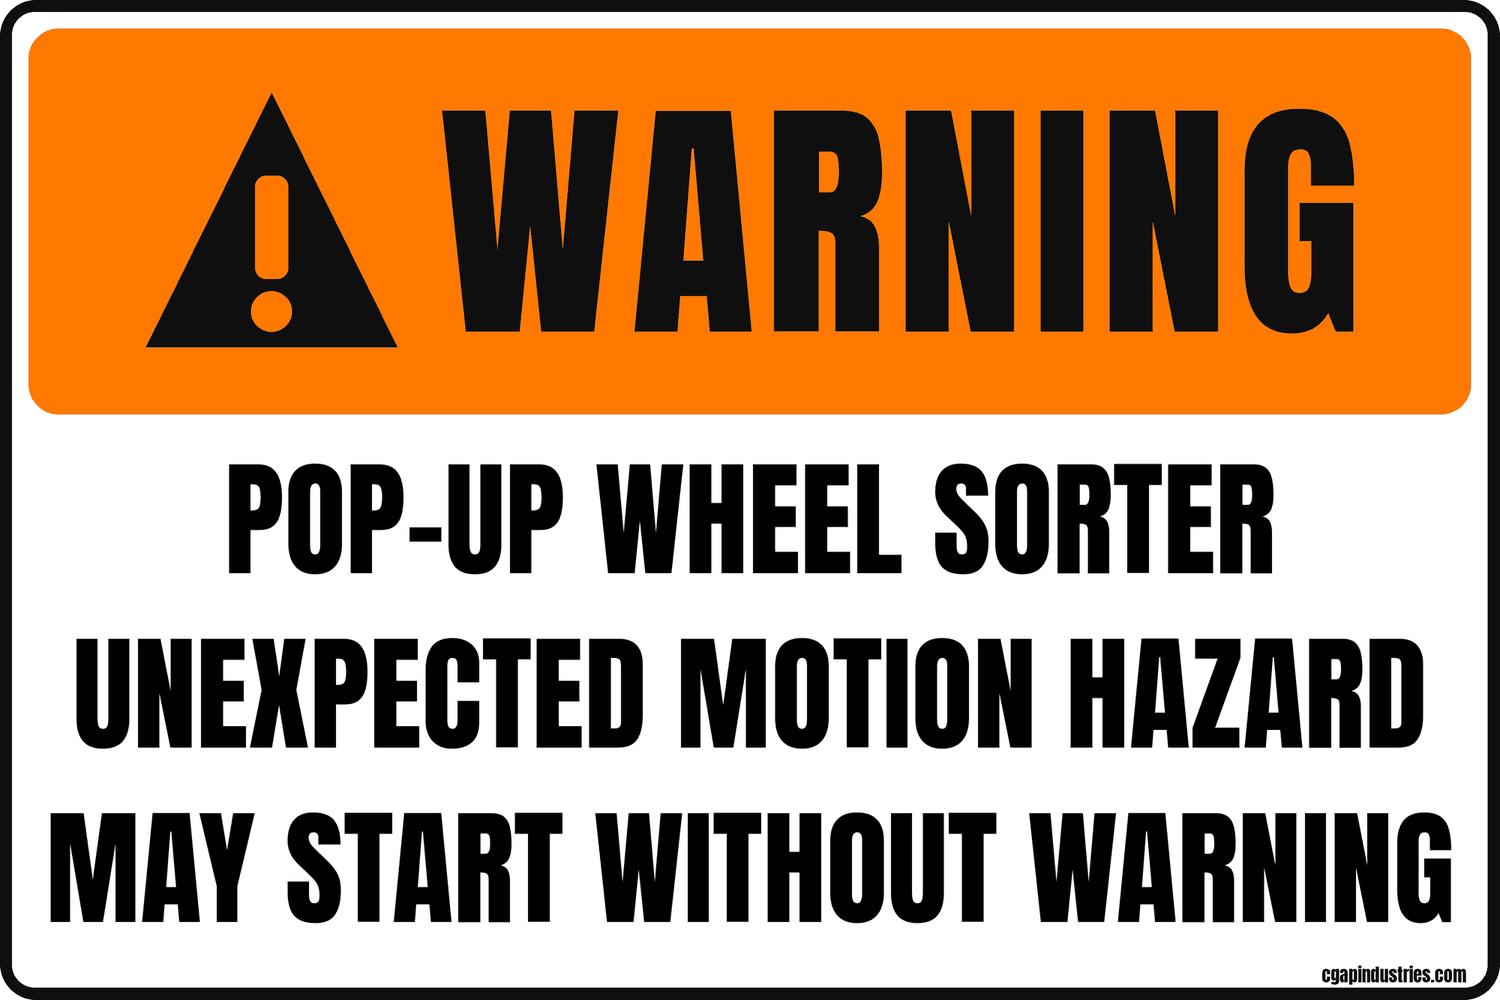 WARNING
POP-UP WHEEL SORTER
UNEXPECTED MOTION HAZARD
MAY START WITHOUT WARNING
cgapindustries.com